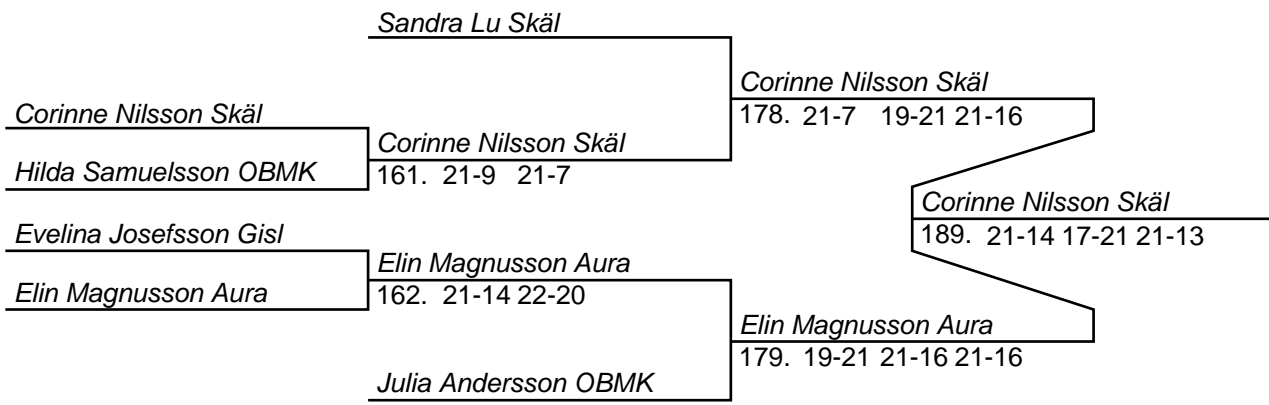 Sandra Lu Skäl
Corinne Nilsson Skäl
178. 21-7 19-21 21-16
Corinne Nilsson Skäl
Corinne Nilsson Skäl
161. 21-9 21-7
Hilda Samuelsson OBMK
Corinne Nilsson Skäl
189. 21-14 17-21 21-13
Evelina Josefsson Gisl
Elin Magnusson Aura
162. 21-14 22-20
Elin Magnusson Aura
Elin Magnusson Aura
179. 19-21 21-16 21-16
Julia Andersson OBMK